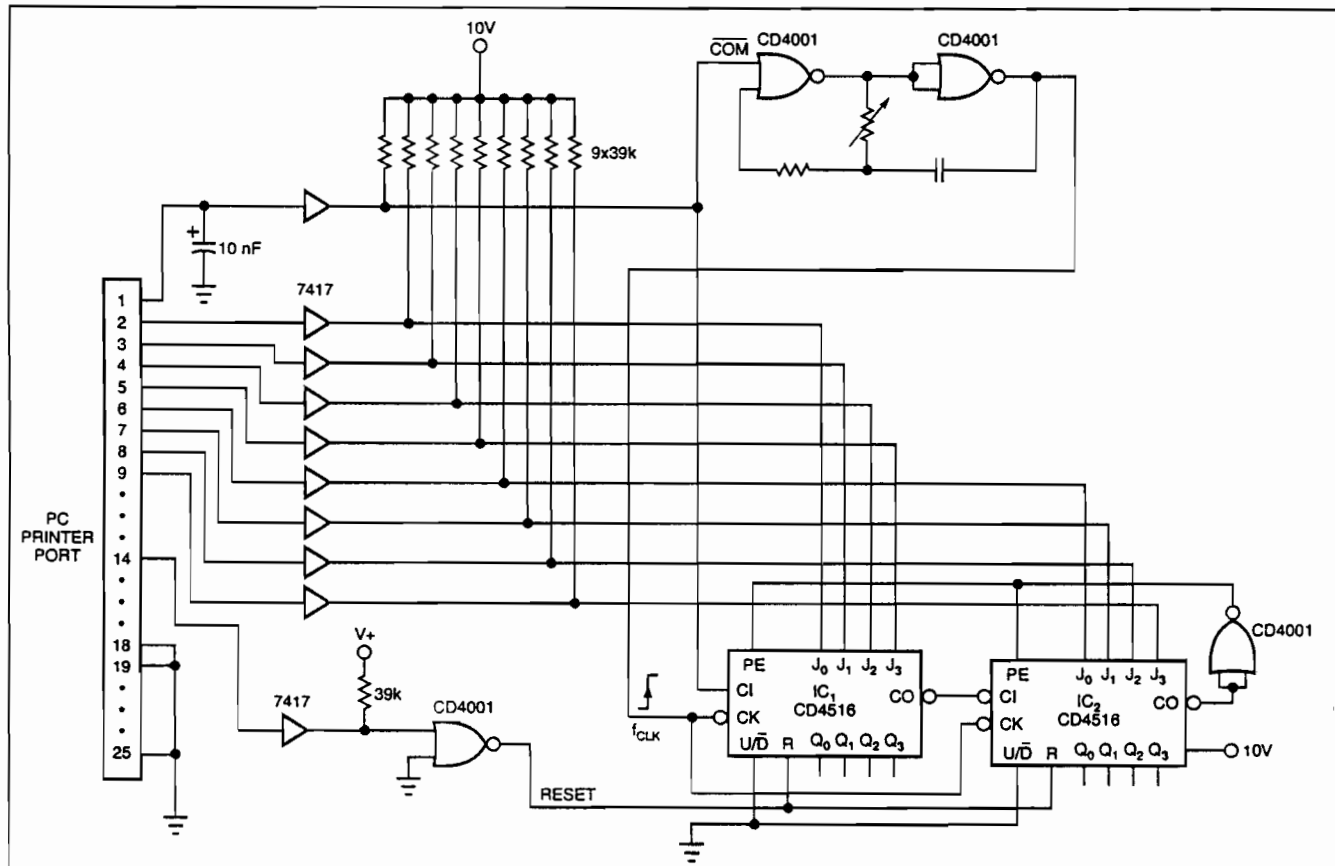 10V
COM
CD4001
CD4001
9x39k
10 nF
+
7417
PC
PRINTER
PORT
1
2
3
4
5
6
7
8
9
14
18
19
25
V+
39k
7417
CD4001
RESET
fCLK
PE J0 J1 J2 J3
CI IC1 CO
CK CD4516
U/D R Q0 Q1 Q2 Q3
PE J0 J1 J2 J3
CI IC2 CO
CK CD4516
U/D R Q0 Q1 Q2 Q3
10V
CD4001